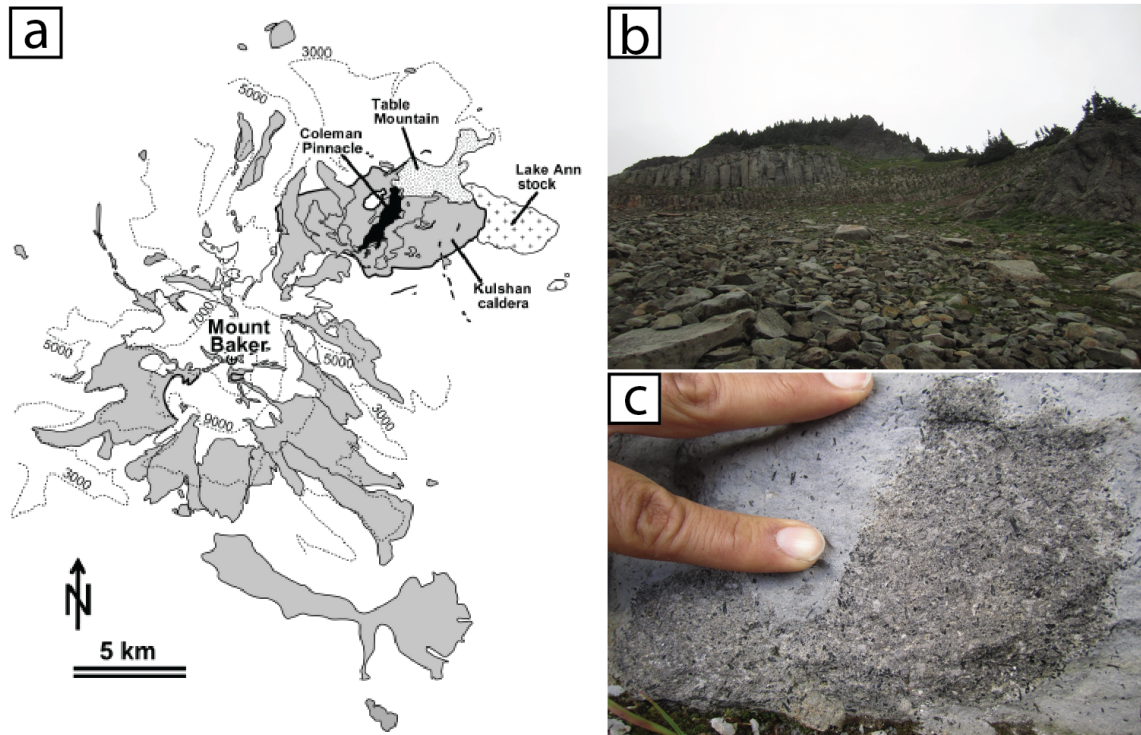 a
3000
5000
Table
Mountain
Coleman
Pinnacle
Lake Ann
stock
Kulshan
caldera
7000
Mount
Baker
5000
5000
3000
9000
3000
N
5 km
b
c